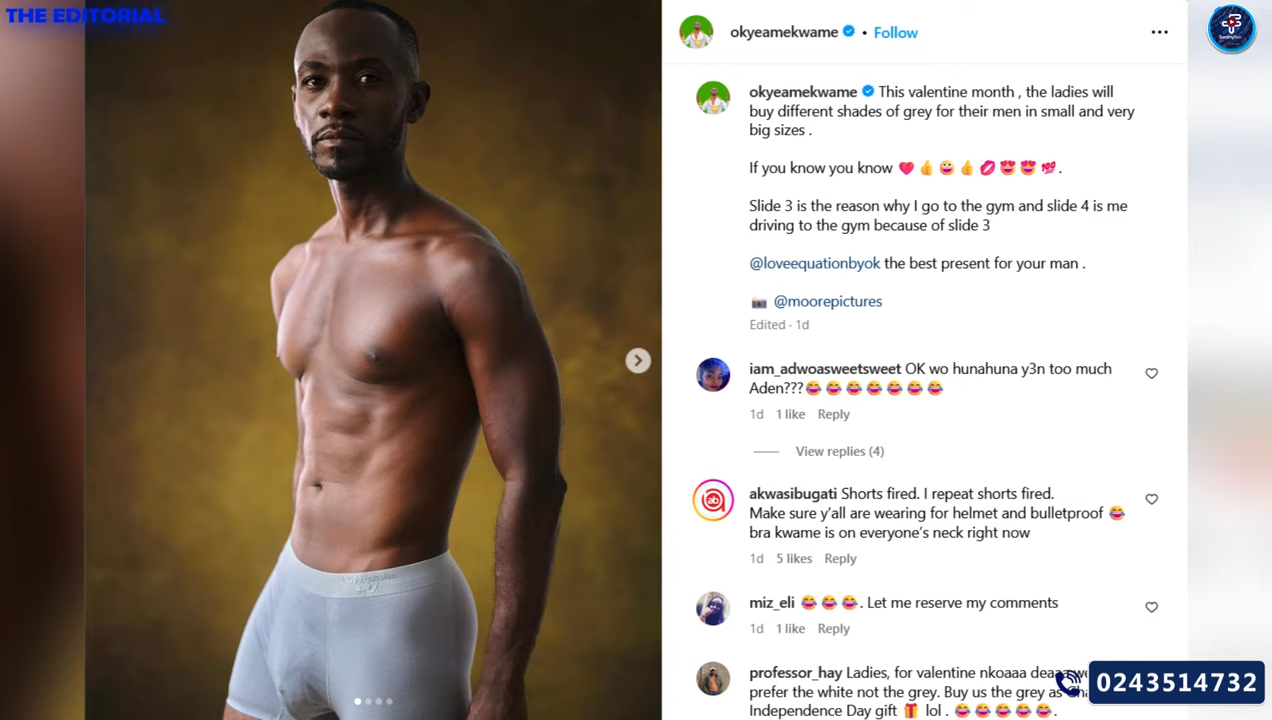 THE EDITORIAL
okyeamekwame • Follow
okyeamekwame This valentine month , the ladies will
buy different shades of grey for their men in small and very
big sizes .
If you know you know ❤️👍😜👍💋😍😍💯.
Slide 3 is the reason why I go to the gym and slide 4 is me
driving to the gym because of slide 3
@loveequationbyok the best present for your man .
📷 @moorepictures
Edited · 1d
iam_adwoasweetsweet OK wo hunahuna y3n too much
Aden???😂😂😂😂😂😂😂
1d 1 like Reply
View replies (4)
akwasibugati Shorts fired. I repeat shorts fired.
Make sure y'all are wearing for helmet and bulletproof 😂
bra kwame is on everyone's neck right now
1d 5 likes Reply
miz_eli 😂😂😂. Let me reserve my comments
1d 1 like Reply
professor_hay Ladies, for valentine nkoaaa
prefer the white not the grey. Buy us the grey as
Independence Day gift 🎁 lol . 😂😂😂😂😂.
0243514732